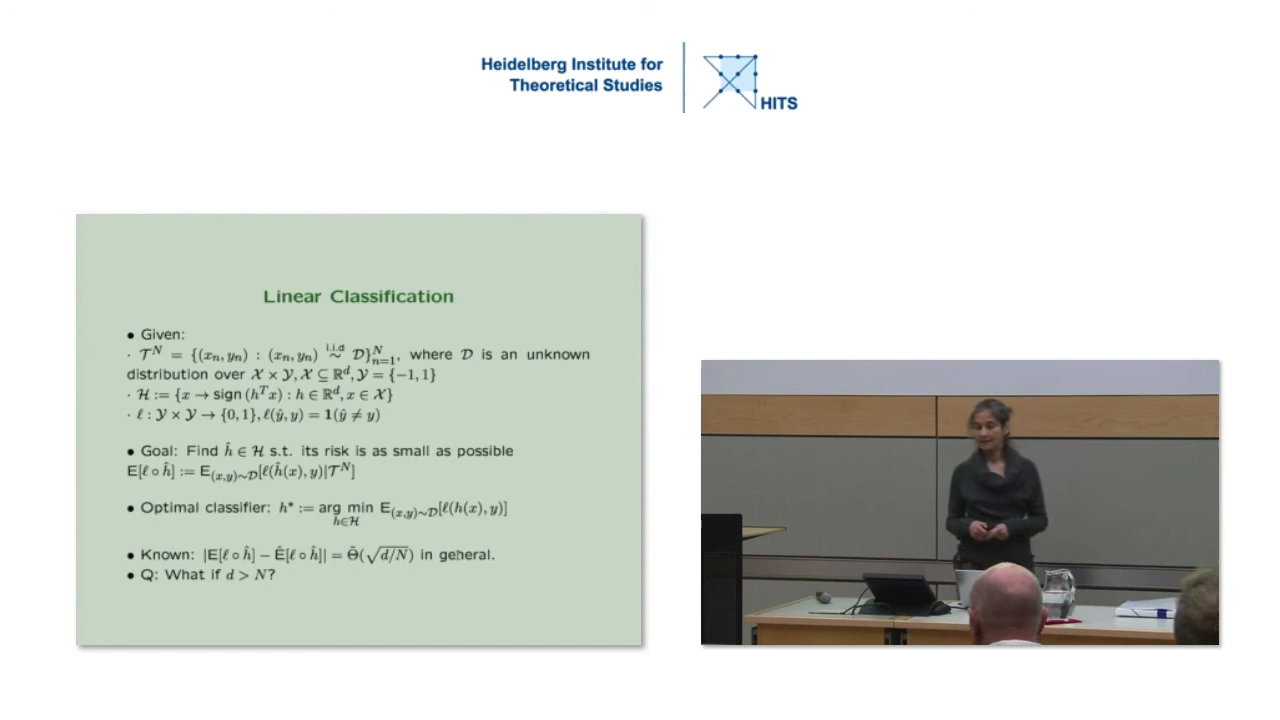 Heidelberg Institute for
Theoretical Studies
HITS
Linear Classification
• Given:
· 𝒯^N = {(x_n, y_n) : (x_n, y_n) i.i.d ∼ 𝒟}_{n=1}^N, where 𝒟 is an unknown
distribution over 𝒳 × 𝒴, 𝒳 ⊆ ℝ^d, 𝒴 = {−1, 1}
· ℋ := {x → sign (h^T x) : h ∈ ℝ^d, x ∈ 𝒳}
· ℓ : 𝒴 × 𝒴 → {0, 1}, ℓ(ŷ, y) = 1(ŷ ≠ y)
• Goal: Find ĥ ∈ ℋ s.t. its risk is as small as possible
E[ℓ ∘ ĥ] := E_{(x,y)∼𝒟}[ℓ(ĥ(x), y)|𝒯^N]
• Optimal classifier: h* := arg min E_{(x,y)∼𝒟}[ℓ(h(x), y)]
h∈ℋ
• Known: |E[ℓ ∘ ĥ] − Ê[ℓ ∘ ĥ]| = Θ̃(√(d/N)) in general.
• Q: What if d > N?